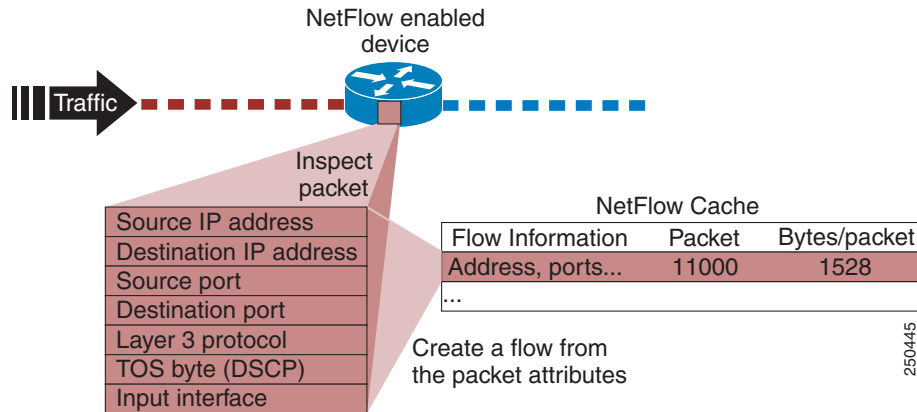 NetFlow enabled
device
Traffic
Inspect
packet
Source IP address
Destination IP address
Source port
Destination port
Layer 3 protocol
TOS byte (DSCP)
Input interface
NetFlow Cache
Flow Information Packet Bytes/packet
Address, ports... 11000 1528
...
Create a flow from
the packet attributes
250445